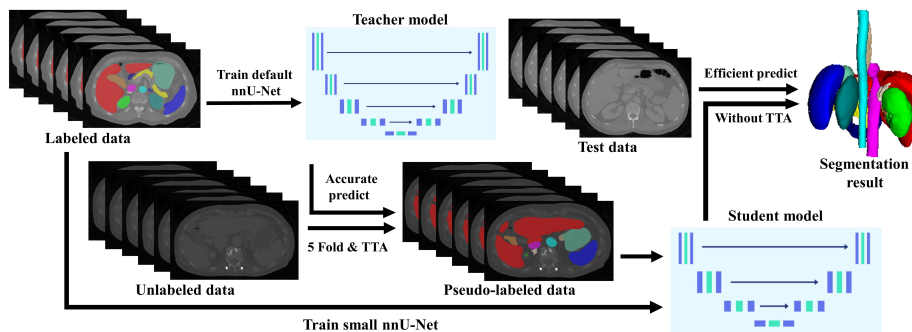 Teacher model
Train default
nnU-Net
Efficient predict
Without TTA
Labeled data
Test data
Segmentation
result
Accurate
predict
5 Fold & TTA
Student model
Unlabeled data
Pseudo-labeled data
Train small nnU-Net